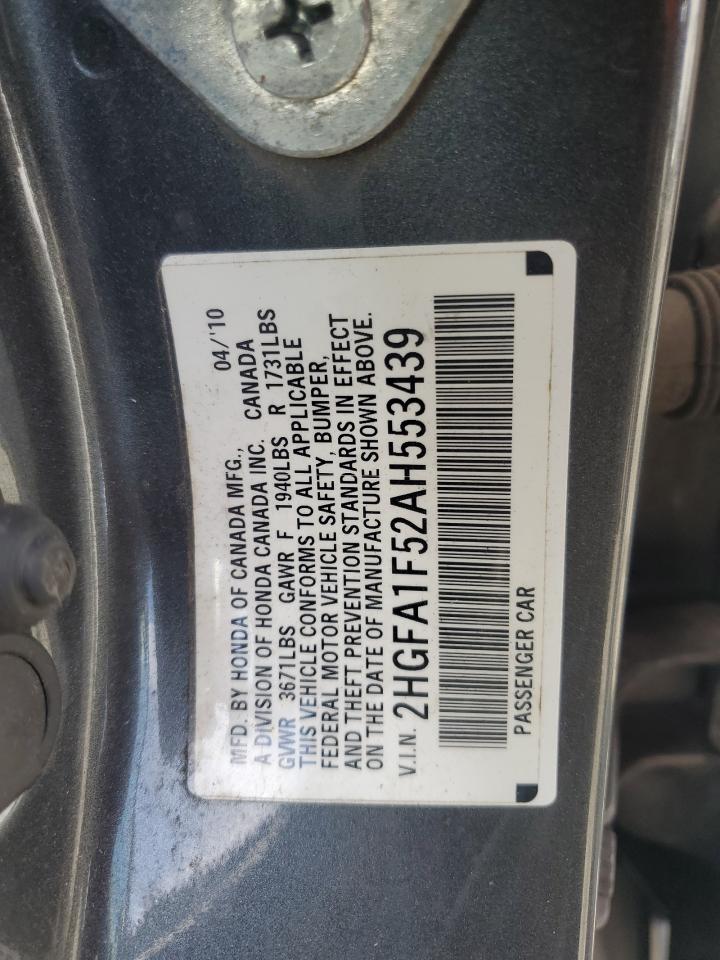 MFD. BY HONDA OF CANADA MFG., 04/'10
A DIVISION OF HONDA CANADA INC. CANADA
GVWR 3671LBS GAWR F 1940LBS R 1731LBS
THIS VEHICLE CONFORMS TO ALL APPLICABLE
FEDERAL MOTOR VEHICLE SAFETY, BUMPER,
AND THEFT PREVENTION STANDARDS IN EFFECT
ON THE DATE OF MANUFACTURE SHOWN ABOVE.
V.I.N. 2HGFA1F52AH553439
PASSENGER CAR